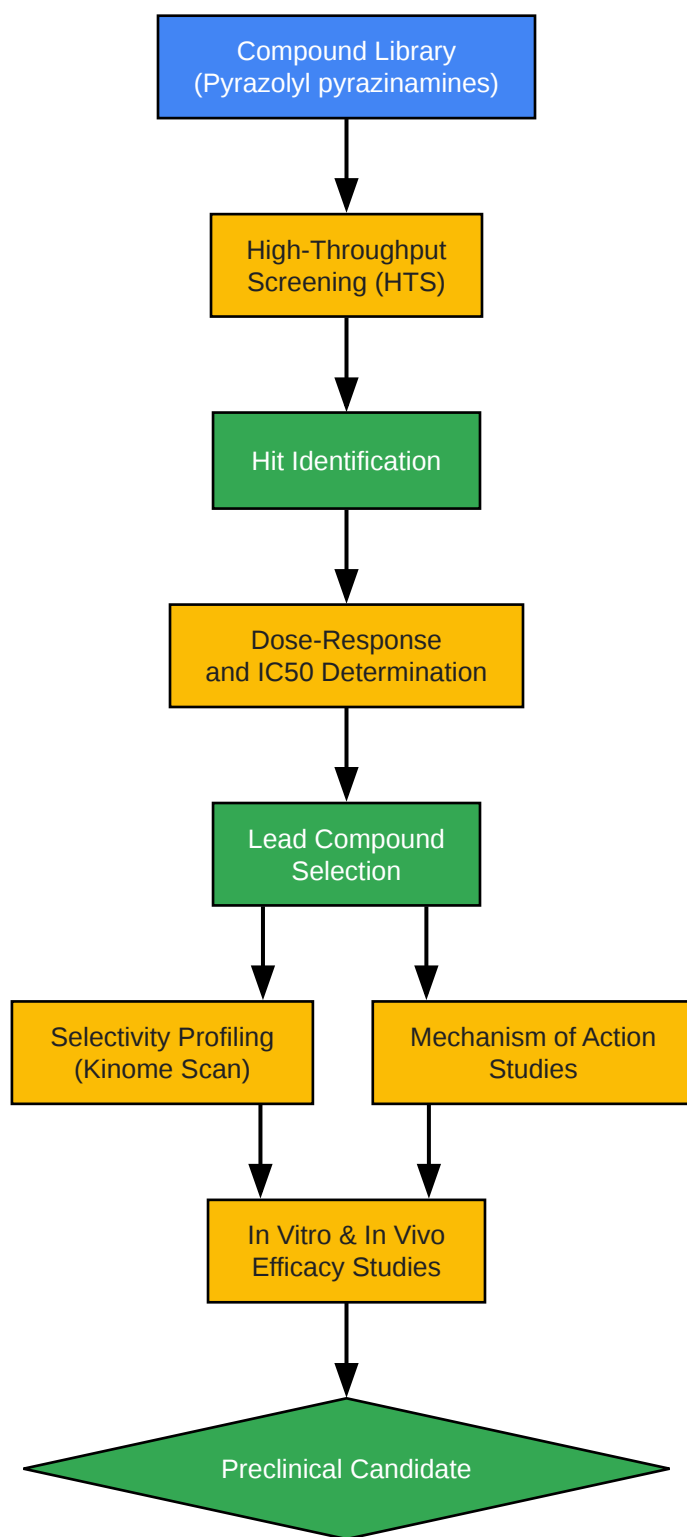 Compound Library
(Pyrazolyl pyrazinamines)
High-Throughput
Screening (HTS)
Hit Identification
Dose-Response
and IC50 Determination
Lead Compound
Selection
Selectivity Profiling
(Kinome Scan)
Mechanism of Action
Studies
In Vitro & In Vivo
Efficacy Studies
Preclinical Candidate